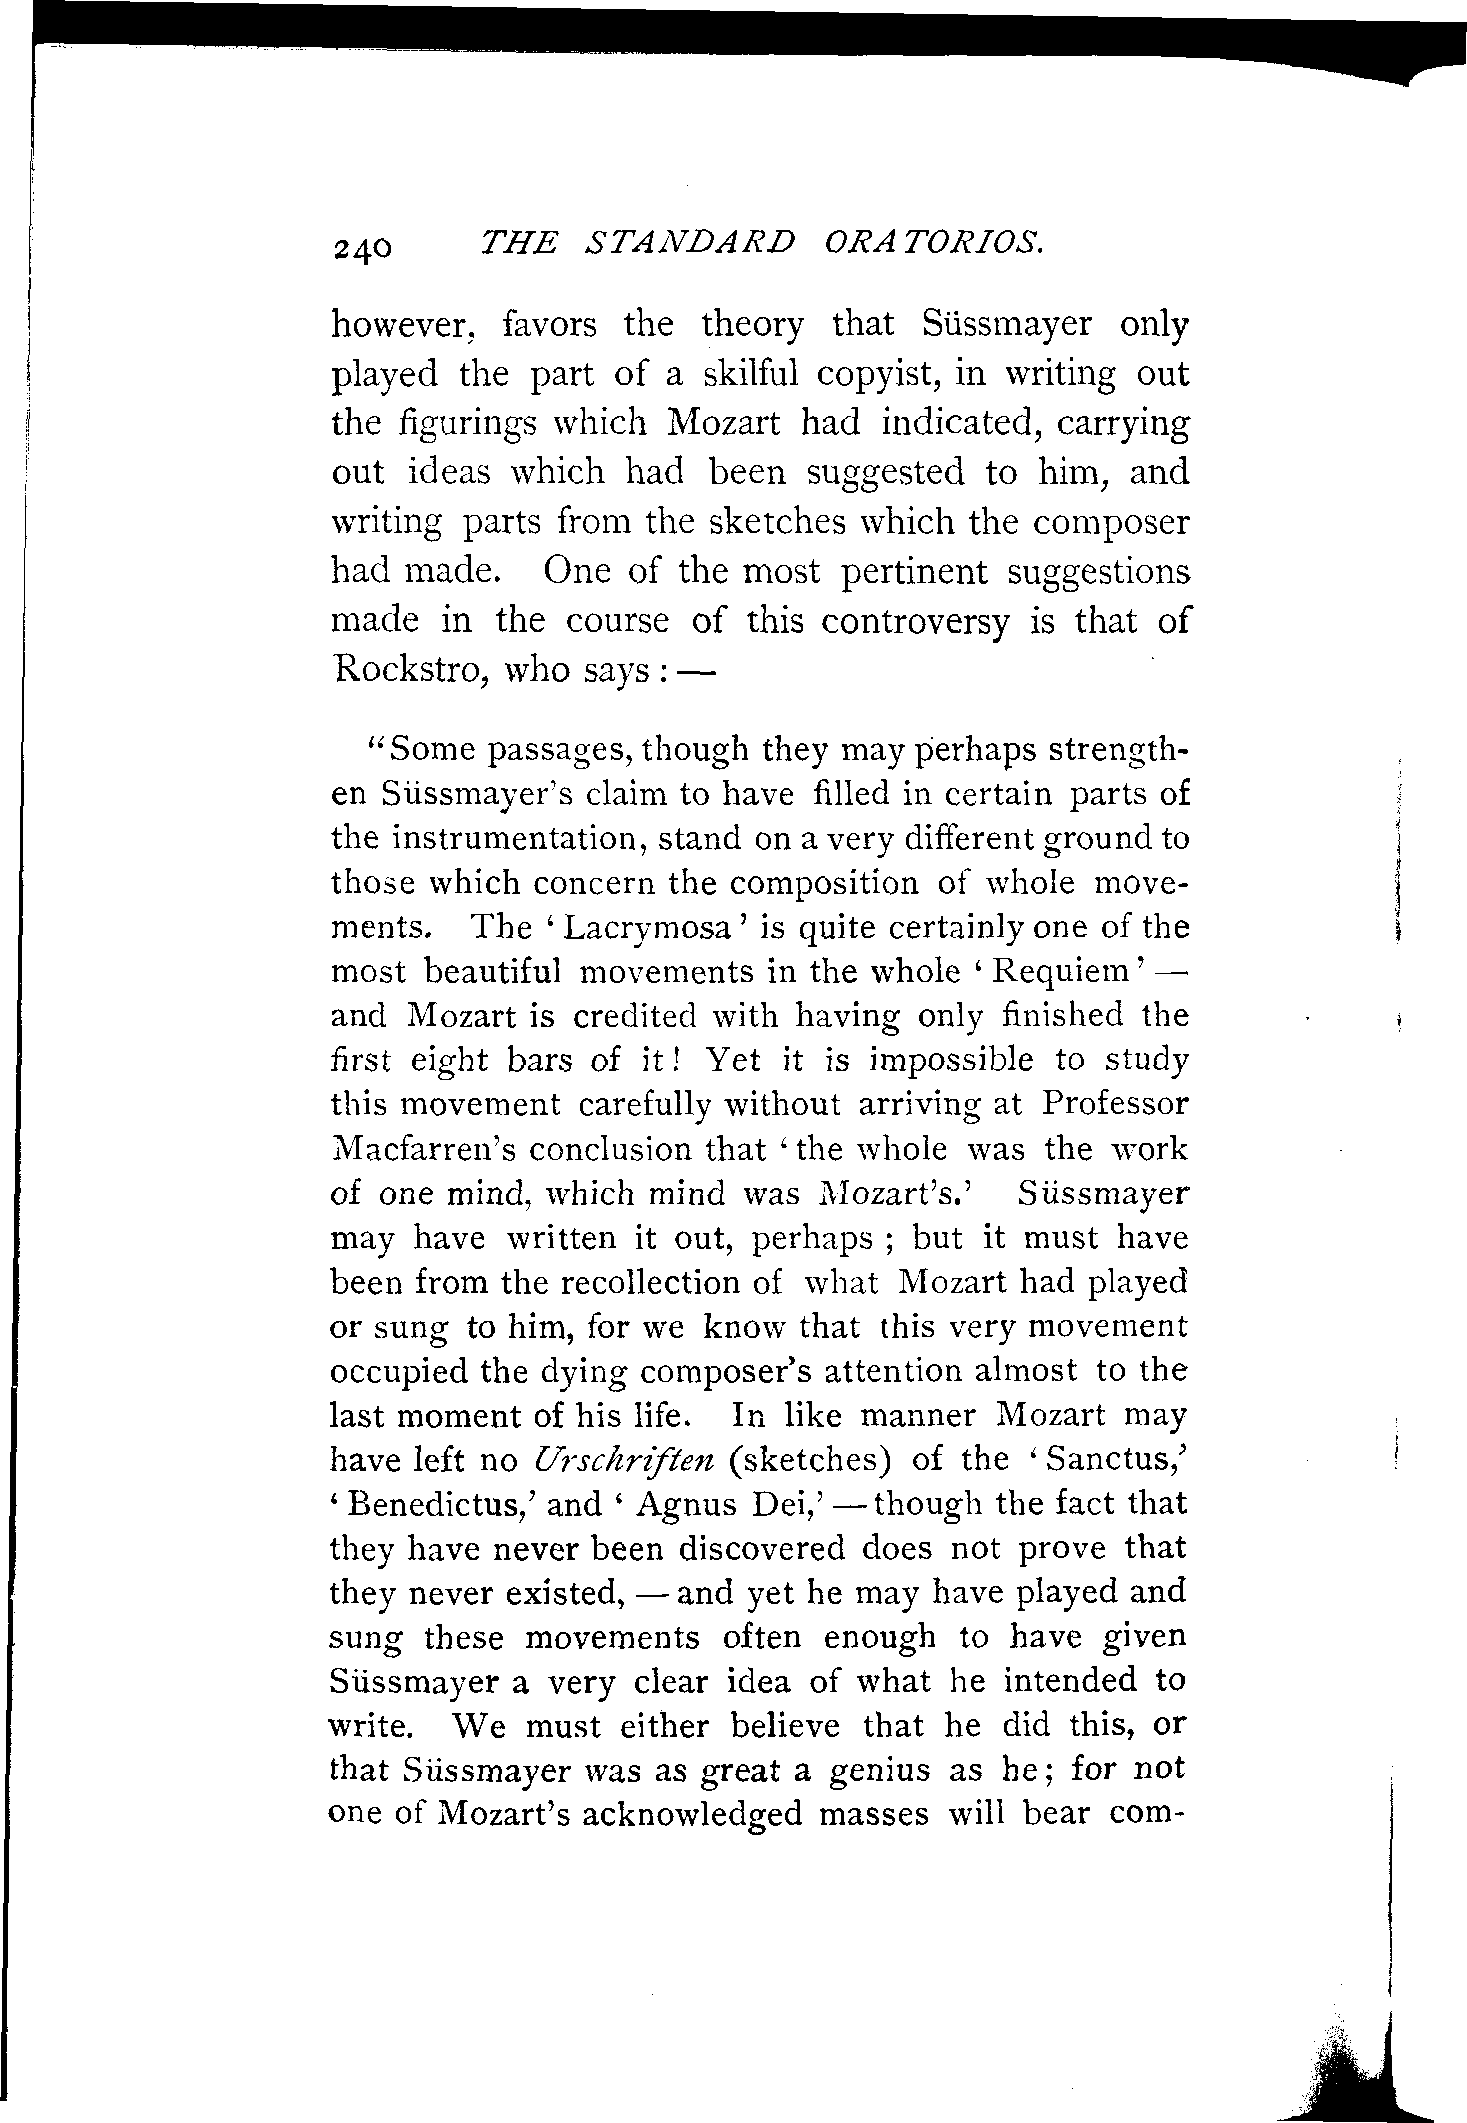 240 THE STANDARD ORATORIOS.
however, favors the theory that Süssmayer only
played the part of a skilful copyist, in writing out
the figurings which Mozart had indicated, carrying
out ideas which had been suggested to him, and
writing parts from the sketches which the composer
had made. One of the most pertinent suggestions
made in the course of this controversy is that of
Rockstro, who says : —
“Some passages, though they may perhaps strength-
en Süssmayer's claim to have filled in certain parts of
the instrumentation, stand on a very different ground to
those which concern the composition of whole move-
ments. The ‘ Lacrymosa ’ is quite certainly one of the
most beautiful movements in the whole ‘ Requiem ’ —
and Mozart is credited with having only finished the
first eight bars of it! Yet it is impossible to study
this movement carefully without arriving at Professor
Macfarren's conclusion that ‘ the whole was the work
of one mind, which mind was Mozart's.’ Süssmayer
may have written it out, perhaps ; but it must have
been from the recollection of what Mozart had played
or sung to him, for we know that this very movement
occupied the dying composer's attention almost to the
last moment of his life. In like manner Mozart may
have left no Urschriften (sketches) of the ‘ Sanctus,’
‘ Benedictus,’ and ‘ Agnus Dei,’ — though the fact that
they have never been discovered does not prove that
they never existed, — and yet he may have played and
sung these movements often enough to have given
Süssmayer a very clear idea of what he intended to
write. We must either believe that he did this, or
that Süssmayer was as great a genius as he; for not
one of Mozart's acknowledged masses will bear com-